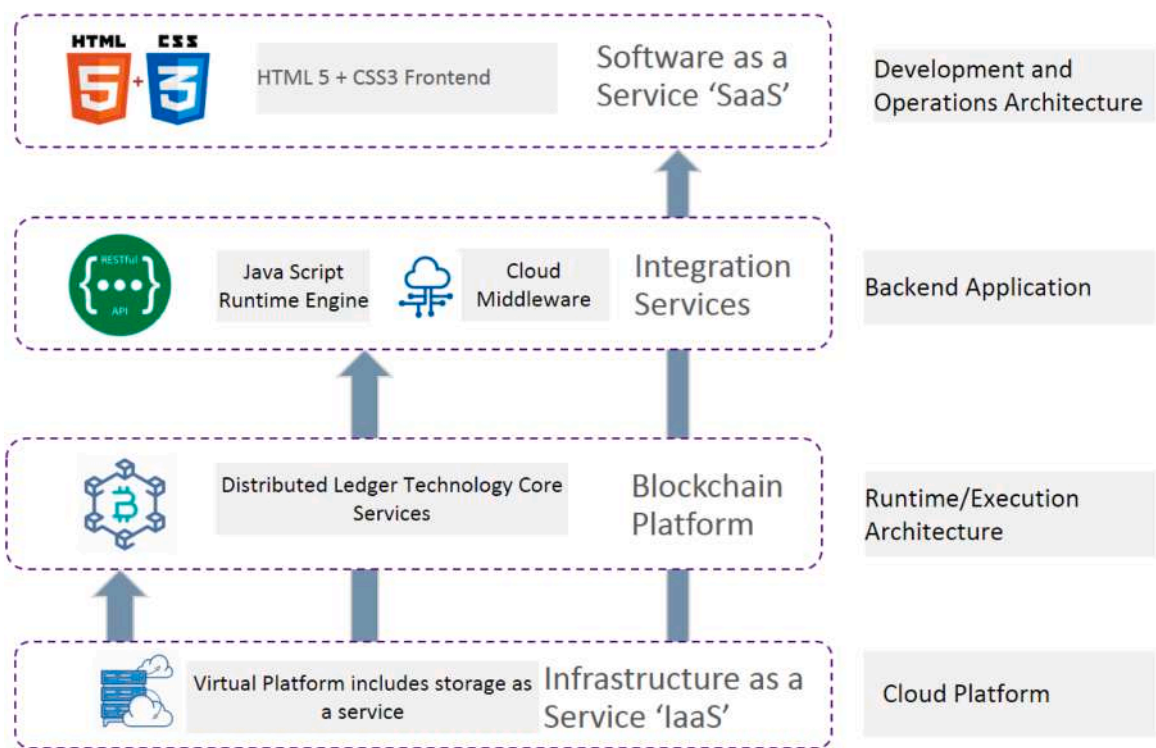 HTML CSS
5 + 3
HTML 5 + CSS3 Frontend
Software as a
Service ‘SaaS’
Development and
Operations Architecture
RESTful
{•••}
API
Java Script
Runtime Engine
Cloud
Middleware
Integration
Services
Backend Application
B
Distributed Ledger Technology Core
Services
Blockchain
Platform
Runtime/Execution
Architecture
Virtual Platform includes storage as
a service
Infrastructure as a
Service ‘IaaS’
Cloud Platform